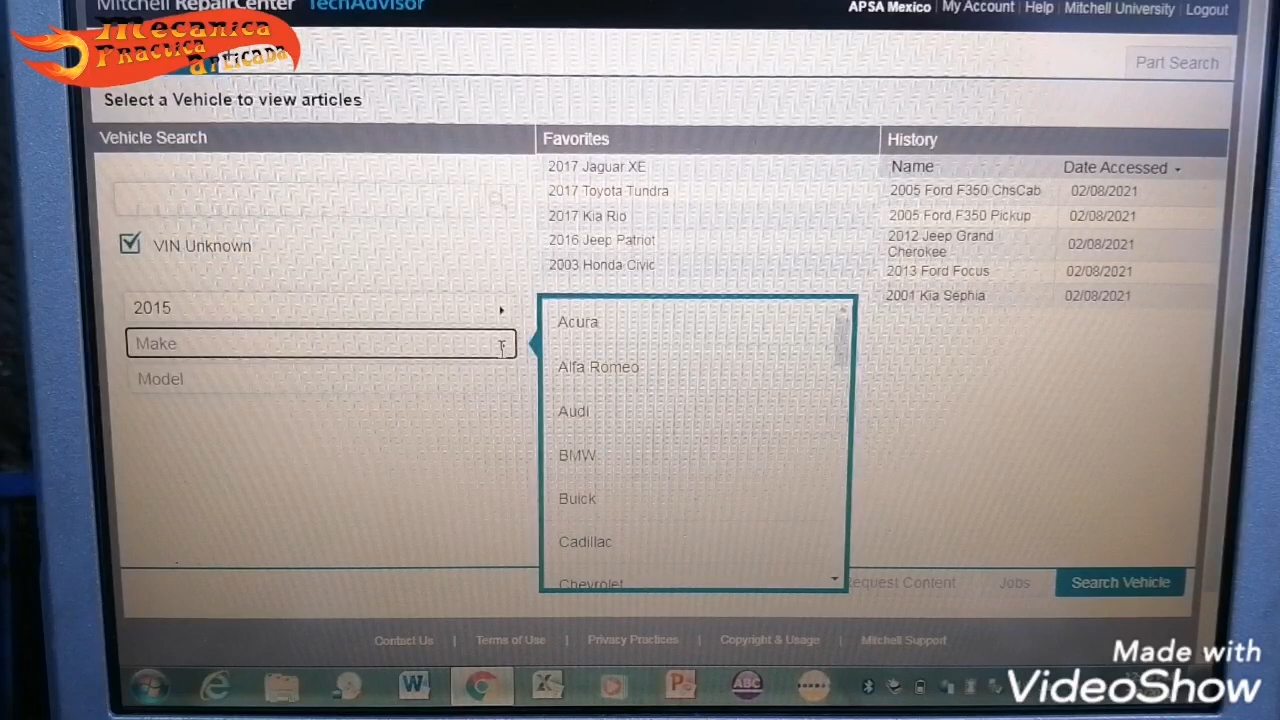 Mitchell RepairCenter TechAdvisor
APSA Mexico | My Account | Help | Mitchell University | Logout
Mecanica
Practica
aplicada
Part Search
Select a Vehicle to view articles
Vehicle Search
VIN Unknown
2015
Make
Model
Favorites
2017 Jaguar XE
2017 Toyota Tundra
2017 Kia Rio
2016 Jeep Patriot
2003 Honda Civic
Acura
Alfa Romeo
Audi
BMW
Buick
Cadillac
Chevrolet
History
Name Date Accessed
2005 Ford F350 ChsCab 02/08/2021
2005 Ford F350 Pickup 02/08/2021
2012 Jeep Grand
Cherokee 02/08/2021
2013 Ford Focus 02/08/2021
2001 Kia Sephia 02/08/2021
Request Content Jobs Search Vehicle
Contact Us | Terms of Use | Privacy Practices | Copyright & Usage | Mitchell Support
ABC
Made with
VideoShow